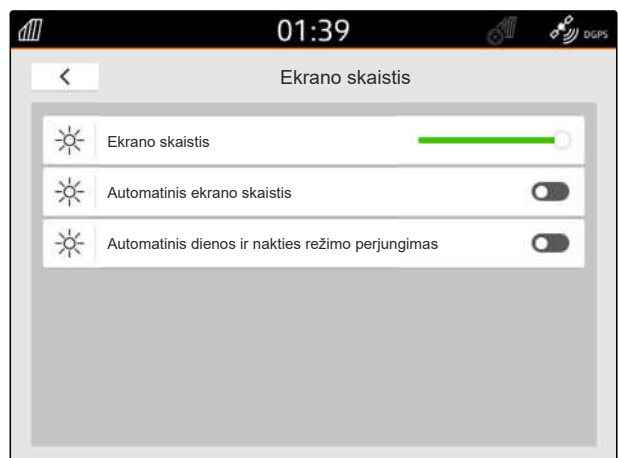 01:39
DGPS
Ekrano skaistis
Ekrano skaistis
Automatinis ekrano skaistis
Automatinis dienos ir nakties režimo perjungimas